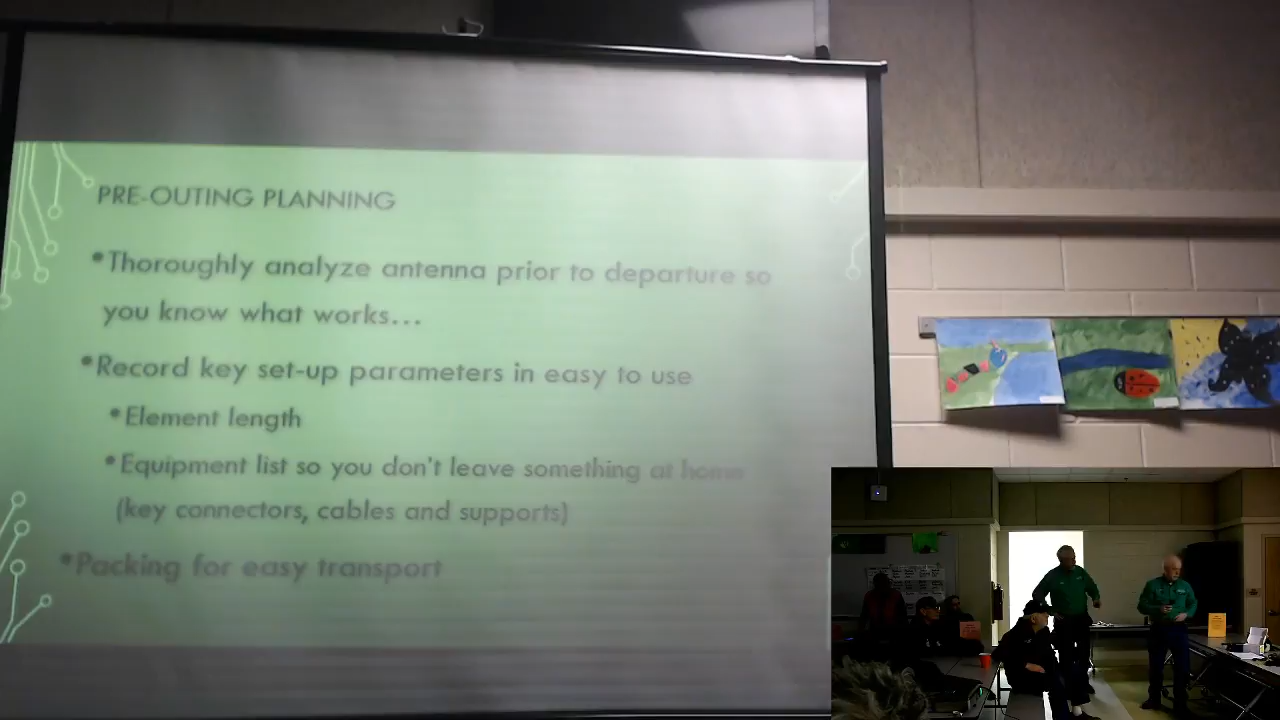 PRE-OUTING PLANNING
•Thoroughly analyze antenna prior to departure so
you know what works...
•Record key set-up parameters in easy to use
•Element length
•Equipment list so you don't leave something at home
(key connectors, cables and supports)
•Packing for easy transport